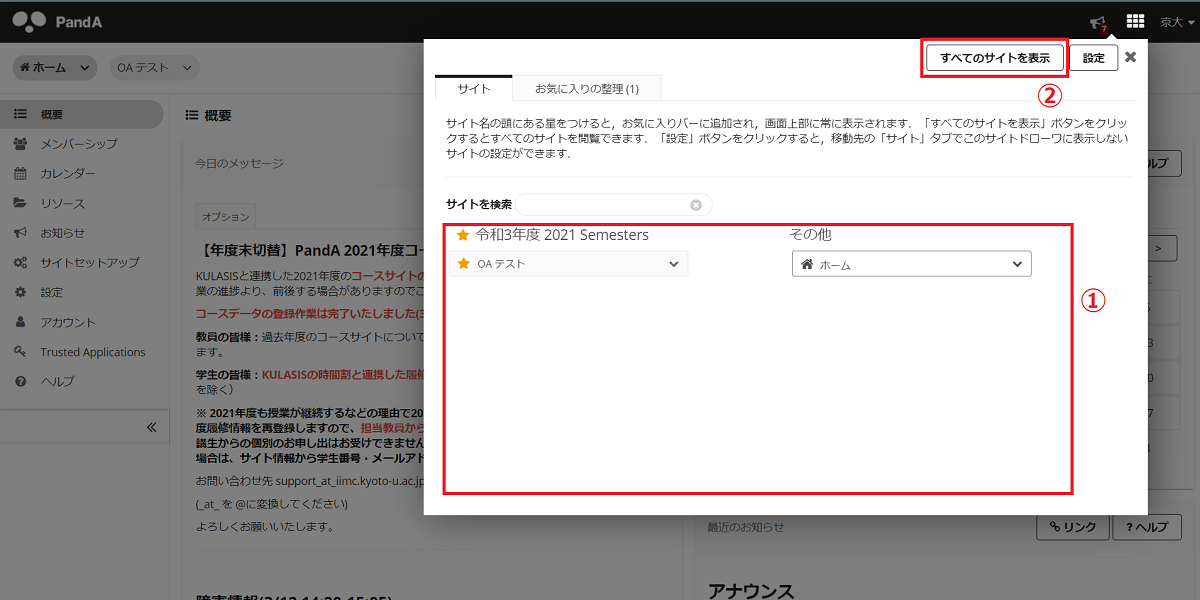 PandA
7
京大
ホーム
OA テスト
概要
メンバーシップ
カレンダー
リソース
お知らせ
サイトセットアップ
設定
アカウント
Trusted Applications
ヘルプ
概要
今日のメッセージ
オプション
【年度末切替】PandA 2021年度コー
KULASISと連携した2021年度のコースサイトの
業の進捗より、前後する場合がありますのでご
コースデータの登録作業は完了いたしました(3
教員の皆様：過去年度のコースサイトについて
ます。
学生の皆様：KULASISの時間割と連携した履修
を除く）
※ 2021年度も授業が継続するなどの理由で20
度履修情報を再登録しますので、担当教員から
講生からの個別のお申し出はお受けできません
場合は、サイト情報から学生番号・メールアド
お問い合わせ先 support_at_iimc.kyoto-u.ac.jp
(_at_ を @に変換してください)
よろしくお願いいたします。
障害情報(3/12 14:20-15:05)
すべてのサイトを表示
設定
②
サイト
お気に入りの整理 (1)
サイト名の頭にある星をつけると，お気に入りバーに追加され，画面上部に常に表示されます．「すべてのサイトを表示」ボタンをクリッ
クするとすべてのサイトを閲覧できます．「設定」ボタンをクリックすると，移動先の「サイト」タブでこのサイトドローワに表示しない
サイトの設定ができます．
サイトを検索
令和3年度 2021 Semesters
OA テスト
その他
ホーム
①
ルプ
>
最近のお知らせ
リンク
? ヘルプ
アナウンス